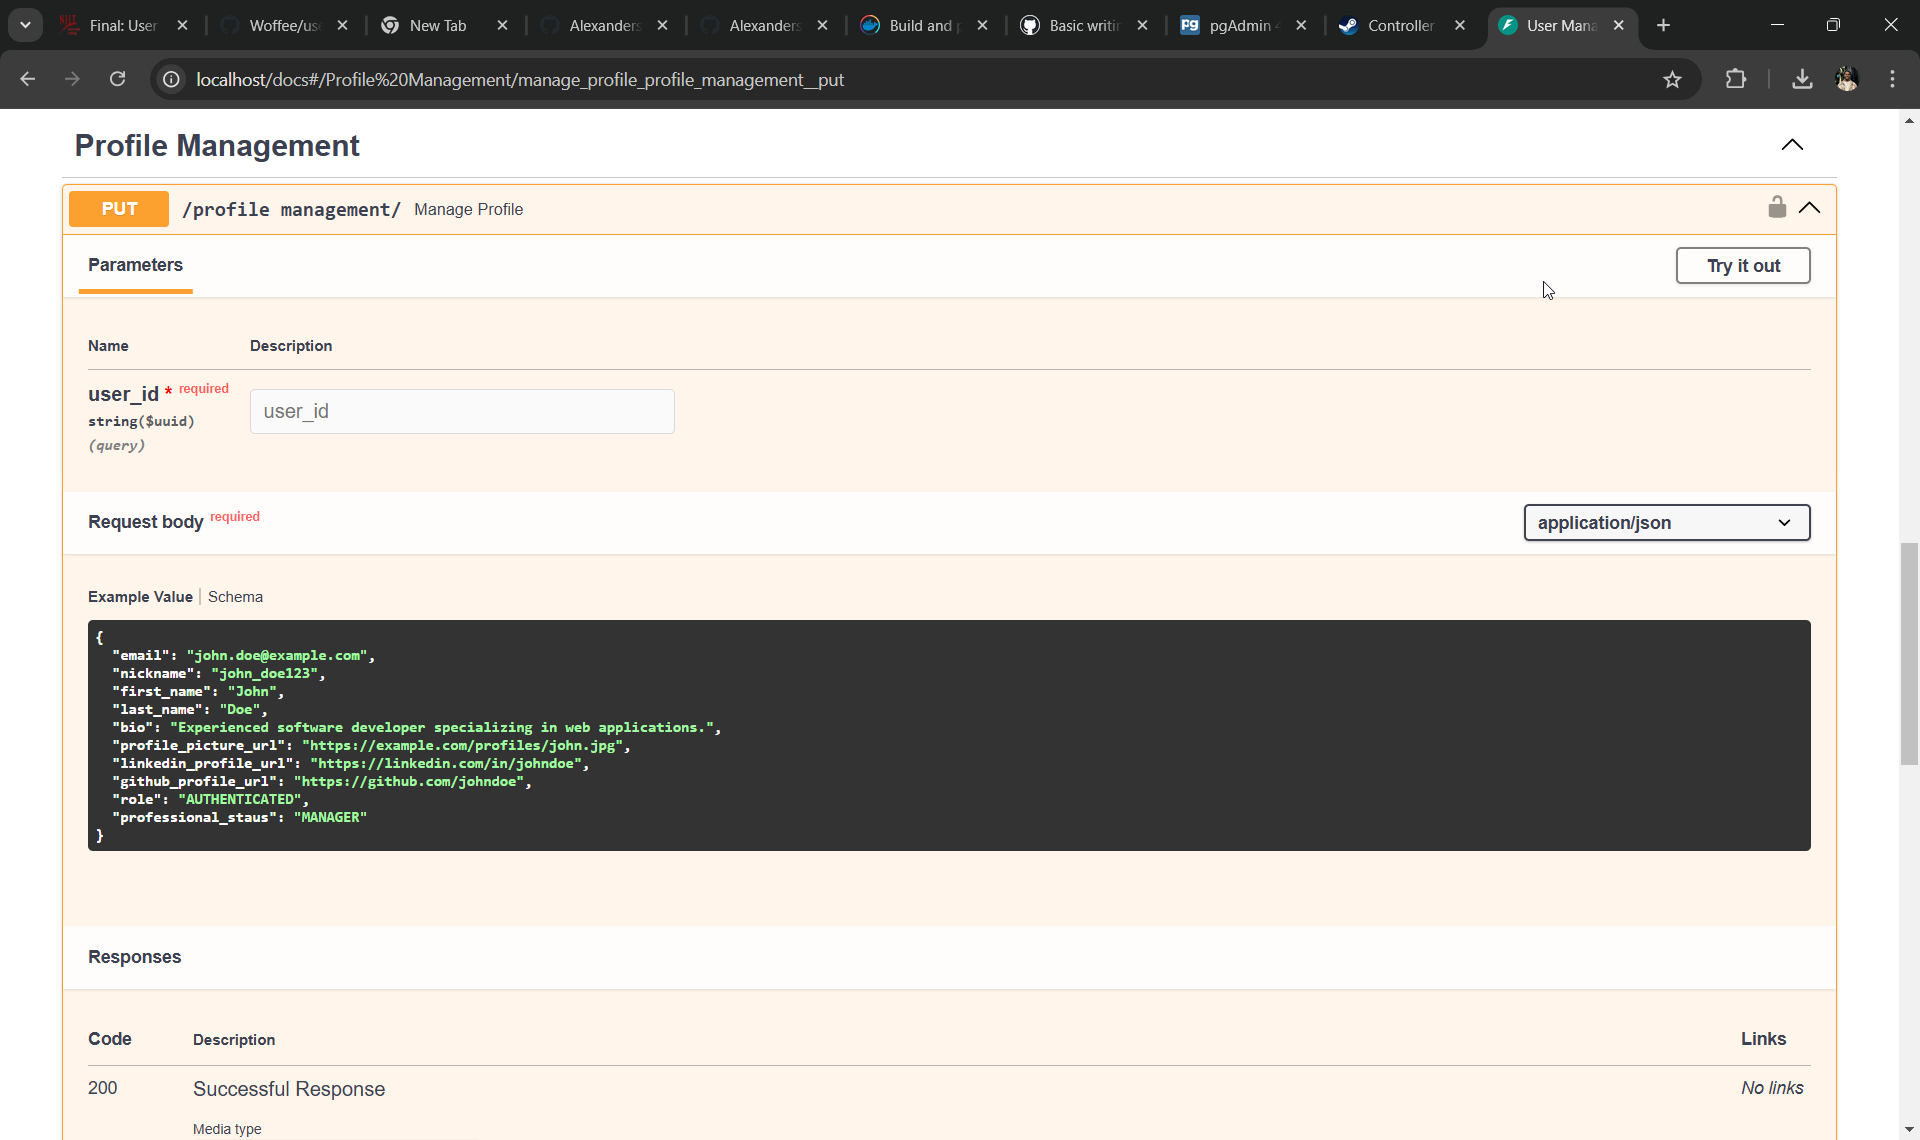 Final: User
Woffee/us
New Tab
Alexander
Alexander
Build and p
Basic writin
pgAdmin 4
Controller
User Mana
localhost/docs#/Profile%20Management/manage_profile_profile_management__put
Profile Management
PUT /profile management/ Manage Profile
Parameters
Try it out
Name Description
user_id * required
string($uuid)
(query)
user_id
Request body required
application/json
Example Value | Schema
{
"email": "john.doe@example.com",
"nickname": "john_doe123",
"first_name": "John",
"last_name": "Doe",
"bio": "Experienced software developer specializing in web applications.",
"profile_picture_url": "https://example.com/profiles/john.jpg",
"linkedin_profile_url": "https://linkedin.com/in/johndoe",
"github_profile_url": "https://github.com/johndoe",
"role": "AUTHENTICATED",
"professional_staus": "MANAGER"
}
Responses
Code Description Links
200 Successful Response No links
Media type